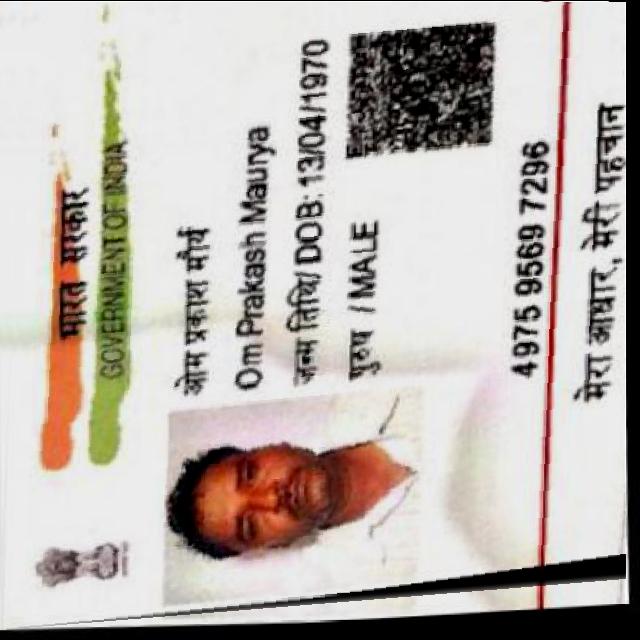 भारत सरकार
GOVERNMENT OF INDIA
ओम प्रकाश मौर्य
Om Prakash Maurya
जन्म तिथि/ DOB: 13/04/1970
पुरुष / MALE
4975 9569 7296
मेरा आधार, मेरी पहचान